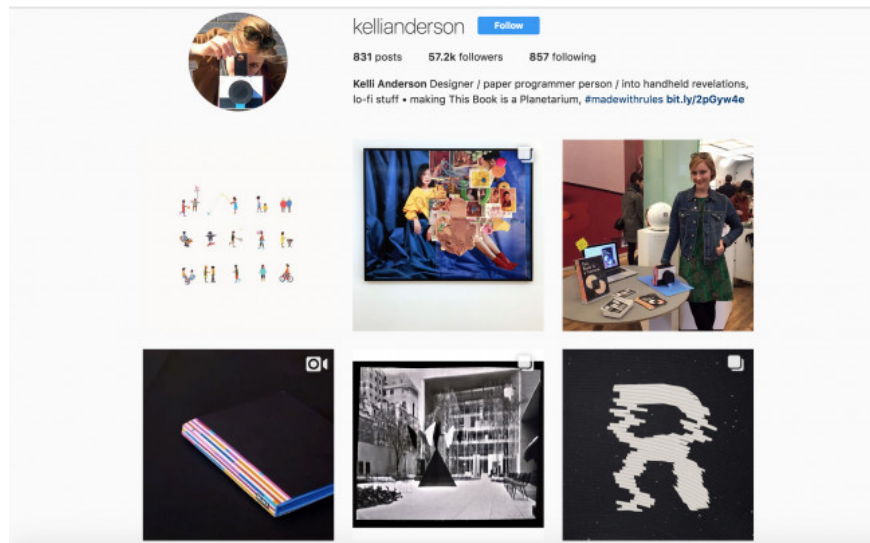 kellianderson Follow
831 posts 57.2k followers 857 following
Kelli Anderson Designer / paper programmer person / into handheld revelations,
lo-fi stuff • making This Book is a Planetarium, #madewithrules bit.ly/2pGyw4e
R